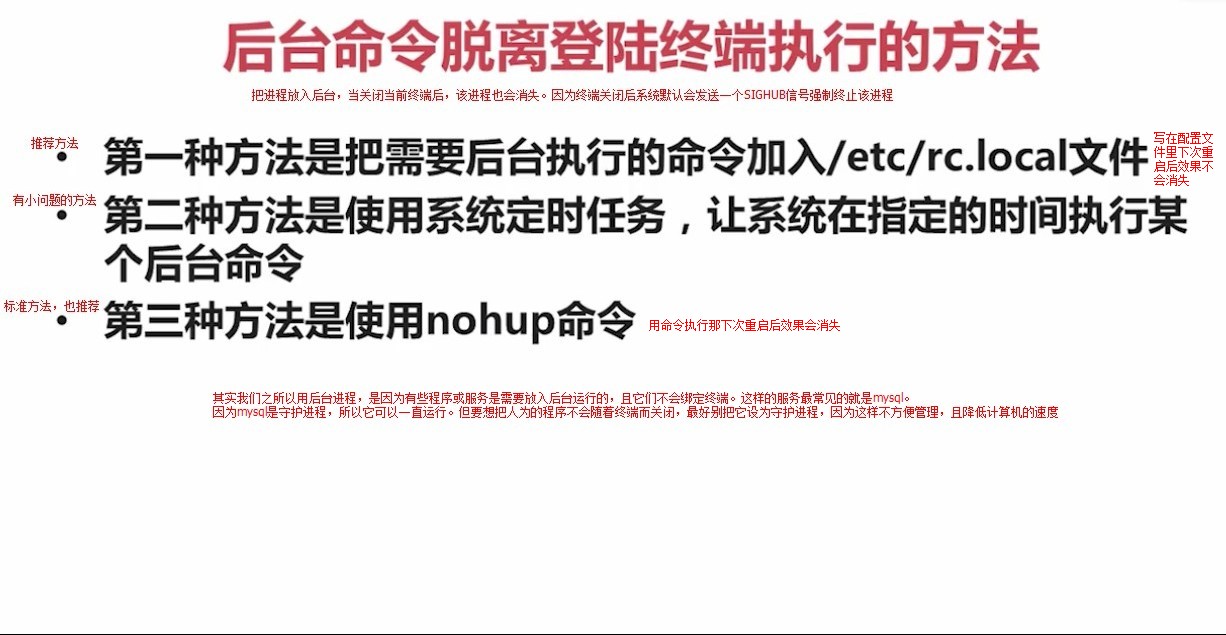 后台命令脱离登陆终端执行的方法
把进程放入后台，当关闭当前终端后，该进程也会消失。因为终端关闭后系统默认会发送一个SIGHUB信号强制终止该进程
推荐方法
• 第一种方法是把需要后台执行的命令加入/etc/rc.local文件
写在配置文
件里下次重
启后效果不
会消失
有小问题的方法
• 第二种方法是使用系统定时任务，让系统在指定的时间执行某
个后台命令
标准方法，也推荐
• 第三种方法是使用nohup命令
用命令执行那下次重启后效果会消失
其实我们之所以用后台进程，是因为有些程序或服务是需要放入后台运行的，且它们不会绑定终端。这样的服务最常见的就是mysql。
因为mysql是守护进程，所以它可以一直运行。但要想把人为的程序不会随着终端而关闭，最好别把它设为守护进程，因为这样不方便管理，且降低计算机的速度